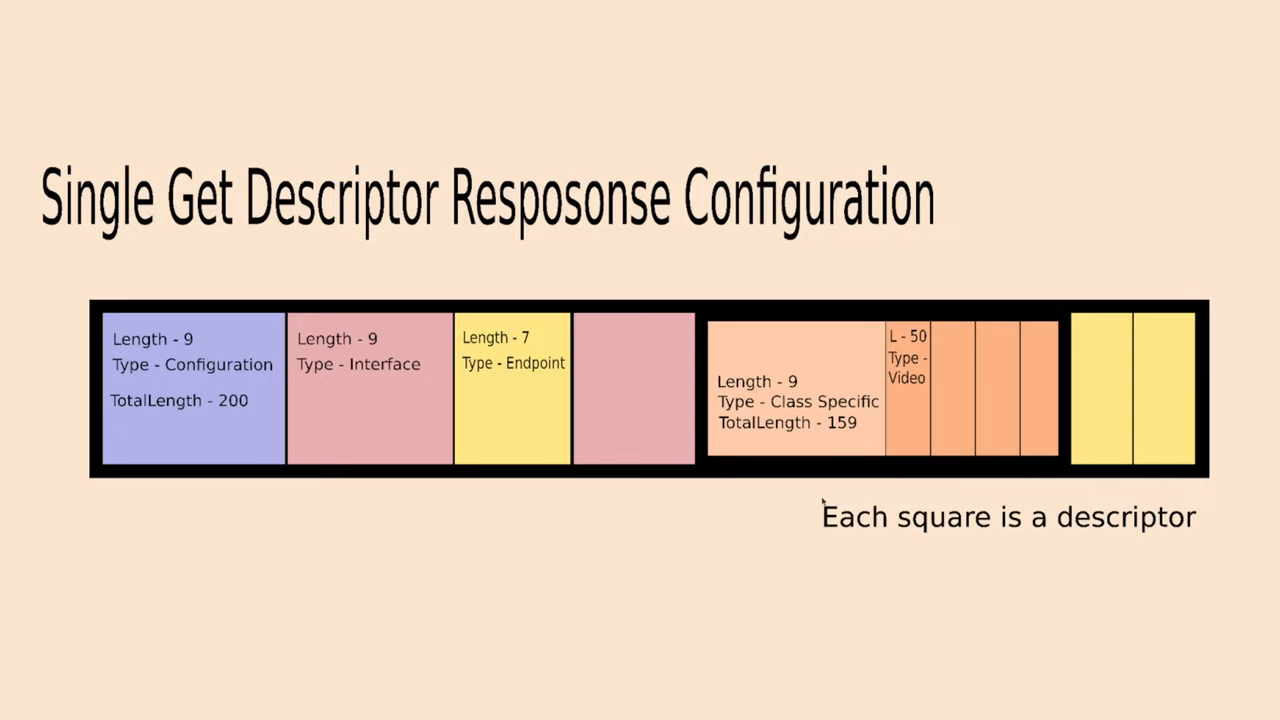 Single Get Descriptor Resposonse Configuration
Length - 9
Type - Configuration
TotalLength - 200
Length - 9
Type - Interface
Length - 7
Type - Endpoint
Length - 9
Type - Class Specific
TotalLength - 159
L - 50
Type -
Video
Each square is a descriptor